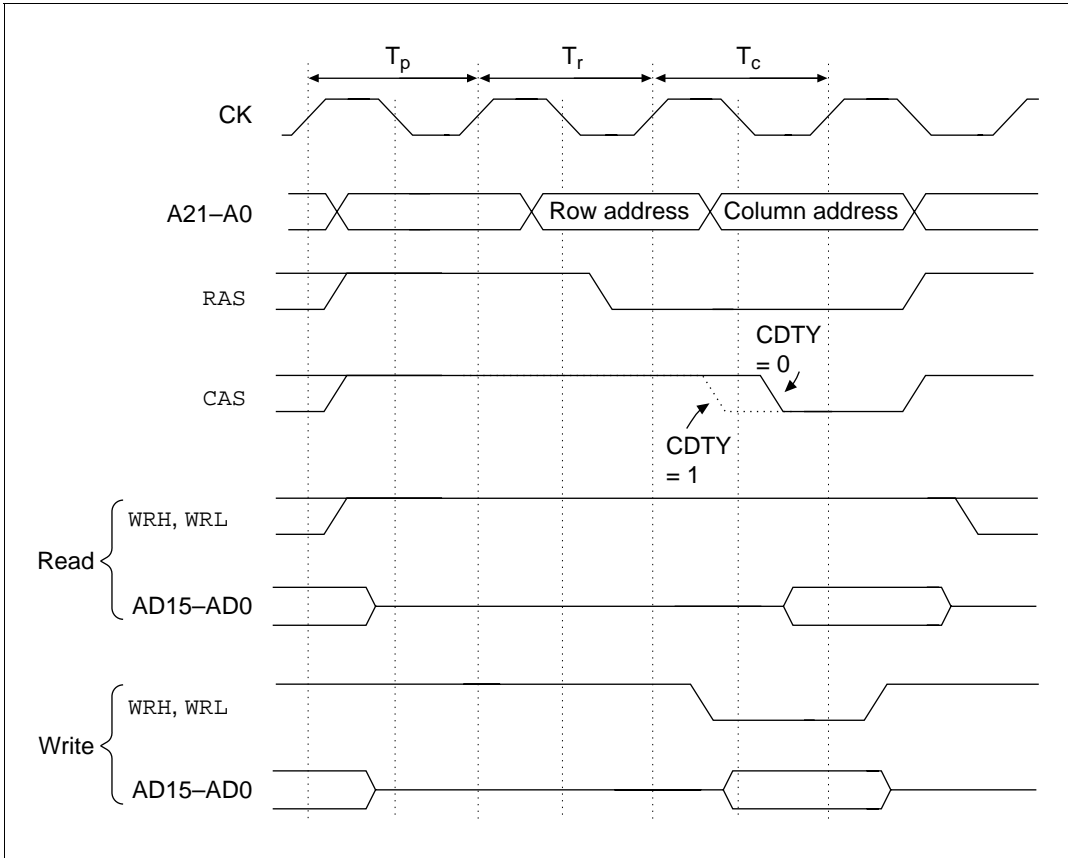 Tp Tr Tc
CK
A21–A0 Row address Column address
RAS
CDTY
= 0
CAS
CDTY
= 1
WRH, WRL
Read
AD15–AD0
WRH, WRL
Write
AD15–AD0